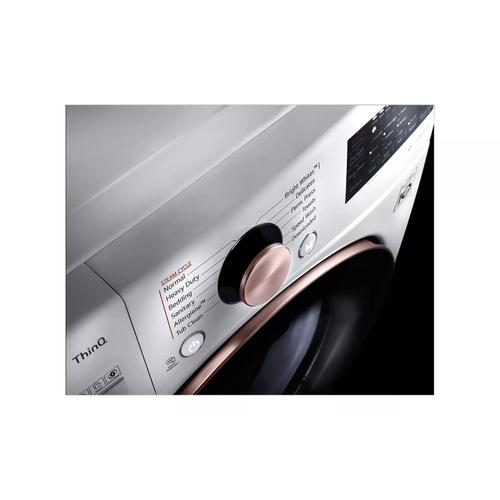 ThinQ
STEAM CYCLE
Normal
Heavy Duty
Bedding
Sanitary
Allergiene™
Tub Clean
Bright Whites™
Delicates
Perm. Press
Towels
Speed Wash
Downloaded